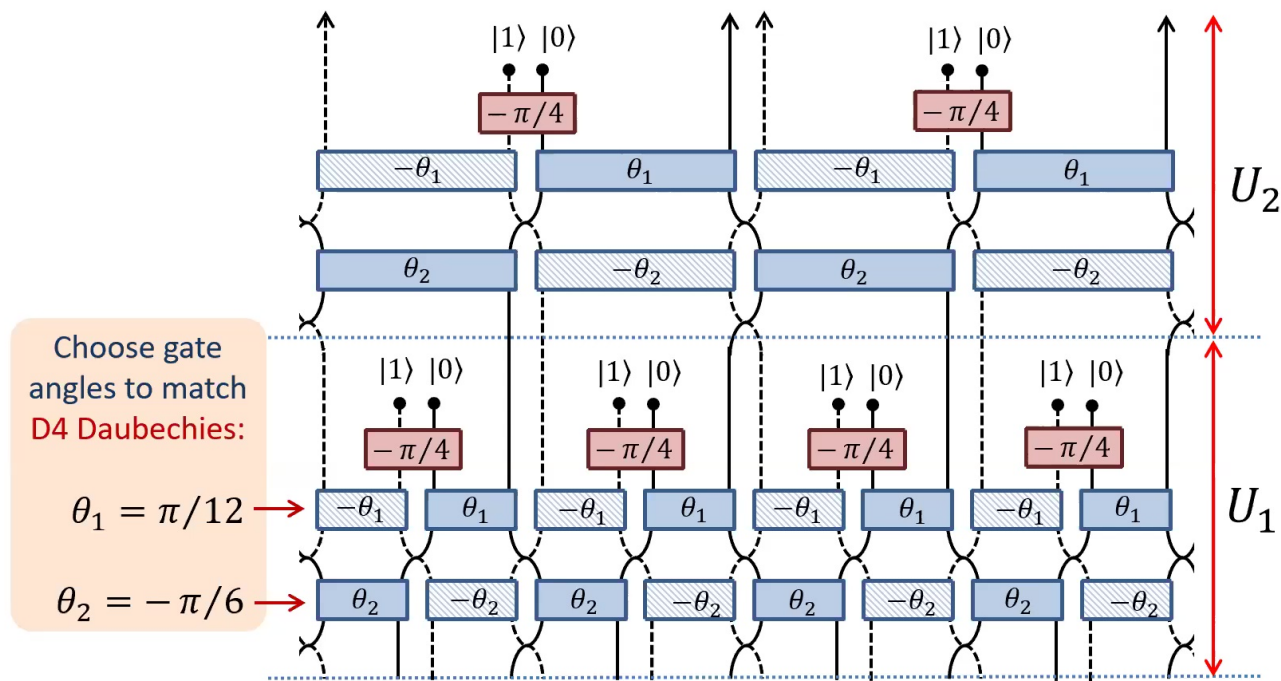 |1⟩ |0⟩ |1⟩ |0⟩
−π/4 −π/4
−θ₁ θ₁ −θ₁ θ₁
U₂
θ₂ −θ₂ θ₂ −θ₂
Choose gate
angles to match
D4 Daubechies:
|1⟩ |0⟩ |1⟩ |0⟩ |1⟩ |0⟩ |1⟩ |0⟩
−π/4 −π/4 −π/4 −π/4
θ₁ = π/12
−θ₁ θ₁ −θ₁ θ₁ −θ₁ θ₁ −θ₁ θ₁
U₁
θ₂ = −π/6
θ₂ −θ₂ θ₂ −θ₂ θ₂ −θ₂ θ₂ −θ₂